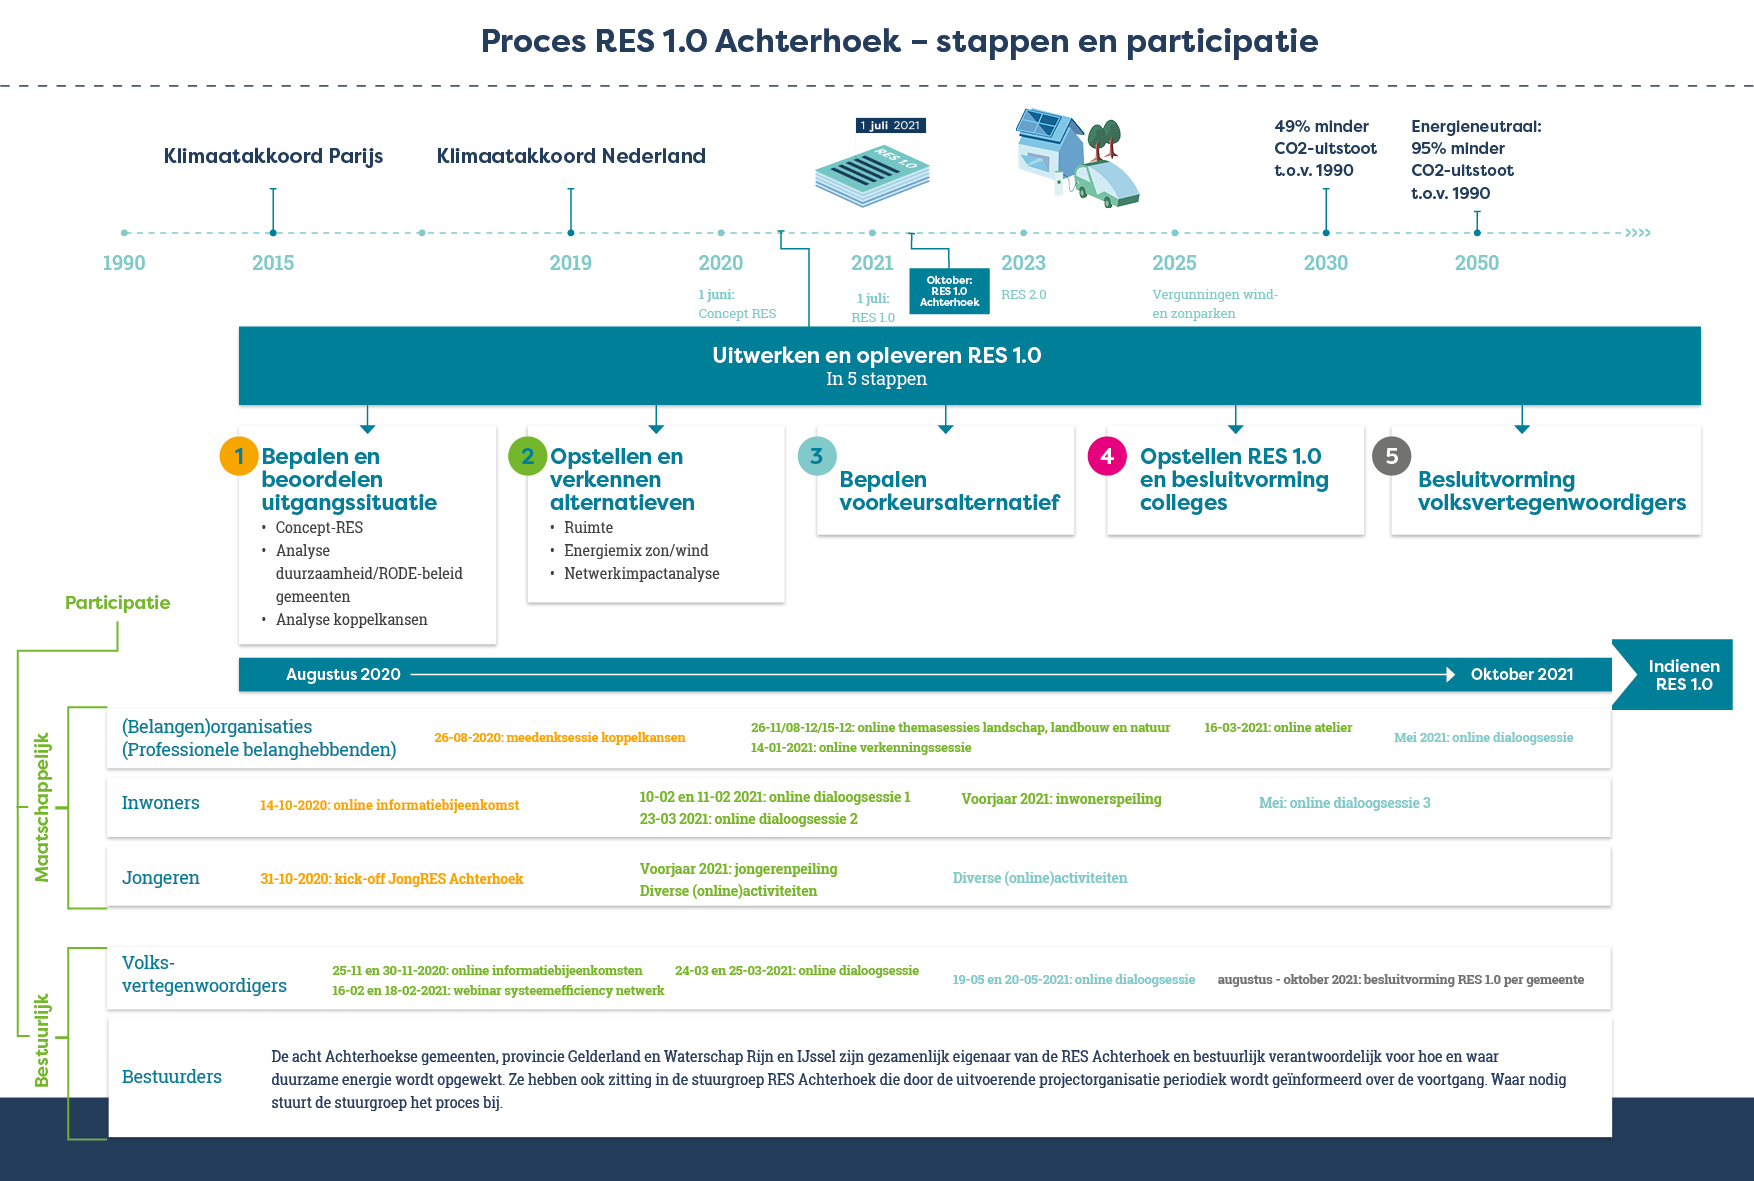 Proces RES 1.0 Achterhoek – stappen en participatie
1 juli 2021
RES 1.0
Klimaatakkoord Parijs
Klimaatakkoord Nederland
49% minder
CO2-uitstoot
t.o.v. 1990
Energieneutraal:
95% minder
CO2-uitstoot
t.o.v. 1990
1990
2015
2019
2020
2021
2023
2025
2030
2050
1 juni:
Concept RES
1 juli:
RES 1.0
Oktober:
RES 1.0
Achterhoek
RES 2.0
Vergunningen wind-
en zonparken
Uitwerken en opleveren RES 1.0
In 5 stappen
1
Bepalen en
beoordelen
uitgangssituatie
• Concept-RES
• Analyse
duurzaamheid/RODE-beleid
gemeenten
• Analyse koppelkansen
2
Opstellen en
verkennen
alternatieven
• Ruimte
• Energiemix zon/wind
• Netwerkimpactanalyse
3
Bepalen
voorkeursalternatief
4
Opstellen RES 1.0
en besluitvorming
colleges
5
Besluitvorming
volksvertegenwoordigers
Participatie
Augustus 2020
Oktober 2021
Indienen
RES 1.0
Maatschappelijk
(Belangen)organisaties
(Professionele belanghebbenden)
26-08-2020: meedenksessie koppelkansen
26-11/08-12/15-12: online themasessies landschap, landbouw en natuur
14-01-2021: online verkenningssessie
16-03-2021: online atelier
Mei 2021: online dialoogsessie
Inwoners
14-10-2020: online informatiebijeenkomst
10-02 en 11-02 2021: online dialoogsessie 1
23-03 2021: online dialoogsessie 2
Voorjaar 2021: inwonerspeiling
Mei: online dialoogsessie 3
Jongeren
31-10-2020: kick-off JongRES Achterhoek
Voorjaar 2021: jongerenpeiling
Diverse (online)activiteiten
Diverse (online)activiteiten
Bestuurlijk
Volks-
vertegenwoordigers
25-11 en 30-11-2020: online informatiebijeenkomsten
16-02 en 18-02-2021: webinar systeemefficiency netwerk
24-03 en 25-03-2021: online dialoogsessie
19-05 en 20-05-2021: online dialoogsessie
augustus - oktober 2021: besluitvorming RES 1.0 per gemeente
Bestuurders
De acht Achterhoekse gemeenten, provincie Gelderland en Waterschap Rijn en IJssel zijn gezamenlijk eigenaar van de RES Achterhoek en bestuurlijk verantwoordelijk voor hoe en waar
duurzame energie wordt opgewekt. Ze hebben ook zitting in de stuurgroep RES Achterhoek die door de uitvoerende projectorganisatie periodiek wordt geïnformeerd over de voortgang. Waar nodig
stuurt de stuurgroep het proces bij.